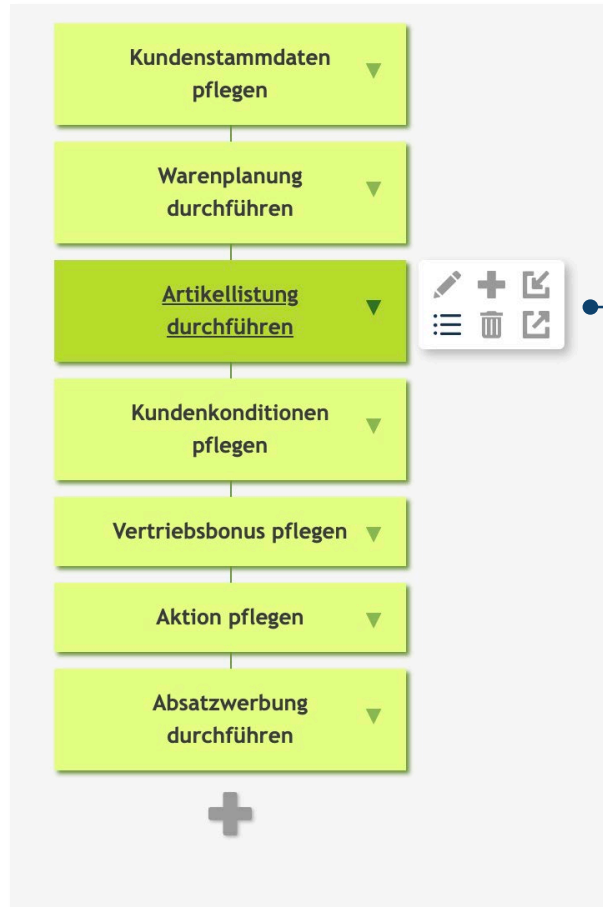 Kundenstammdaten
pflegen
Warenplanung
durchführen
Artikellistung
durchführen
Kundenkonditionen
pflegen
Vertriebsbonus pflegen
Aktion pflegen
Absatzwerbung
durchführen